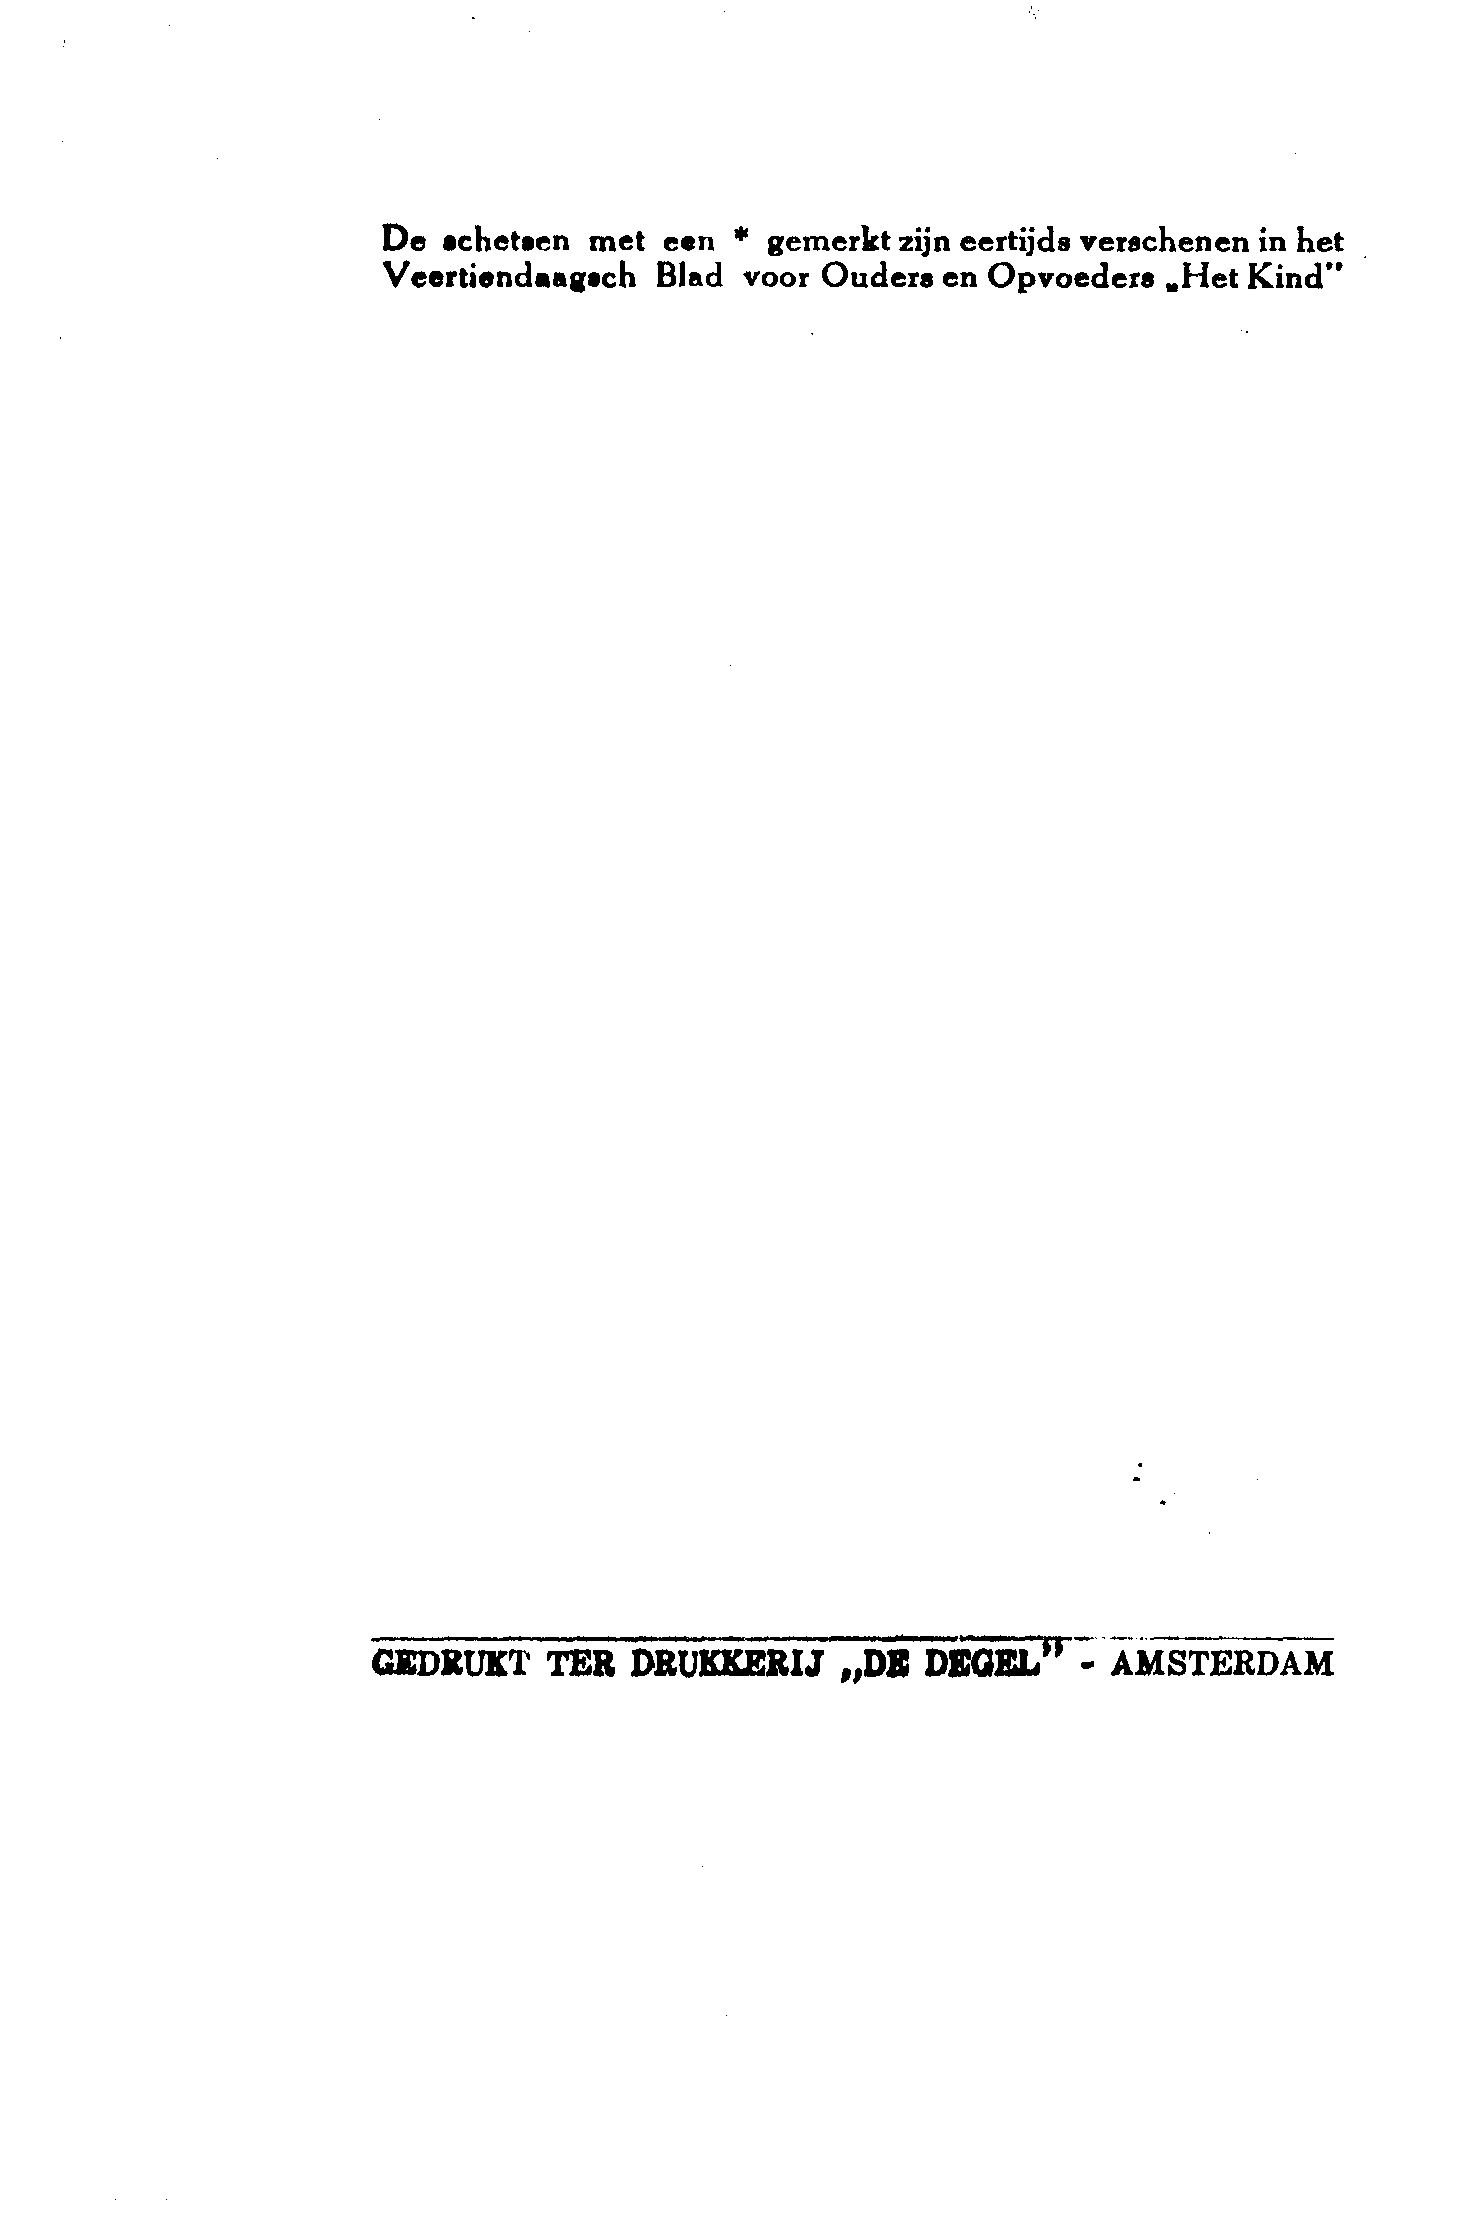 De schetsen met een * gemerkt zijn eertijds verschenen in het
Veertiendaagsch Blad voor Ouders en Opvoeders „Het Kind”
GEDRUKT TER DRUKKERIJ „DE DEGEL” - AMSTERDAM